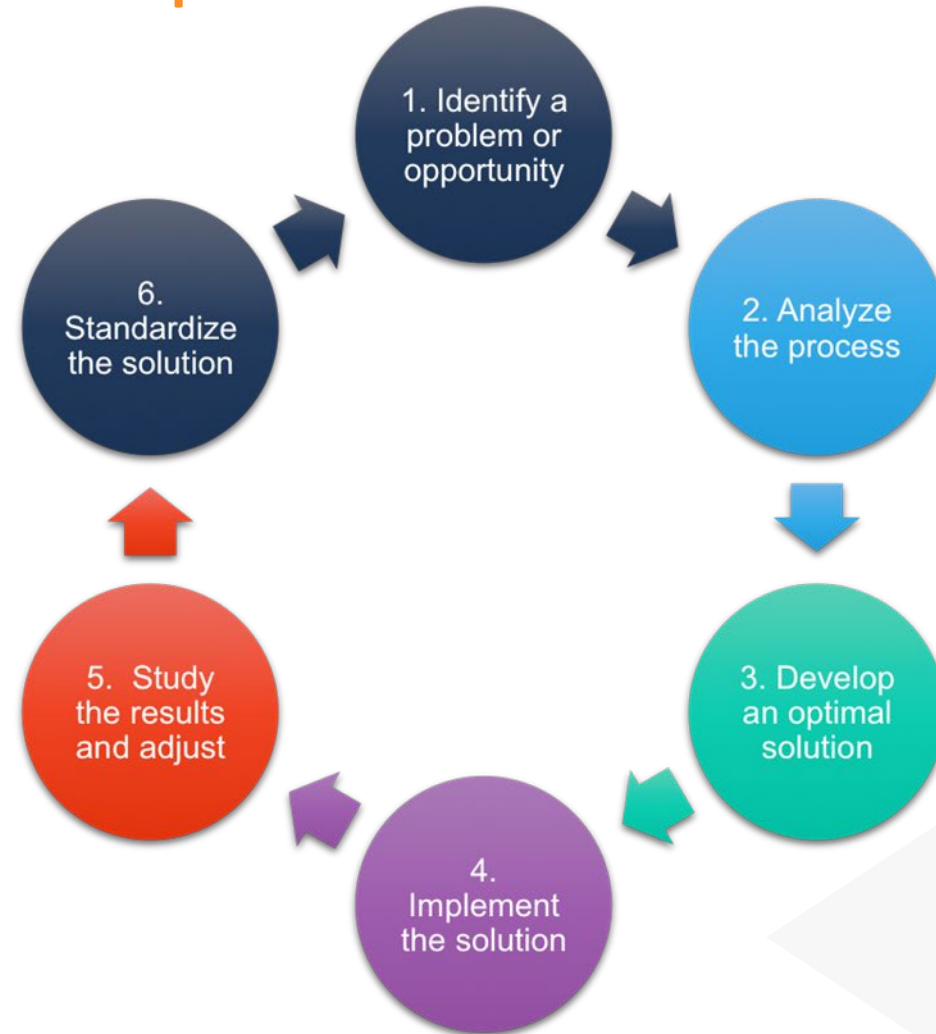 1. Identify a
problem or
opportunity
2. Analyze
the process
3. Develop
an optimal
solution
4.
Implement
the solution
5. Study
the results
and adjust
6.
Standardize
the solution